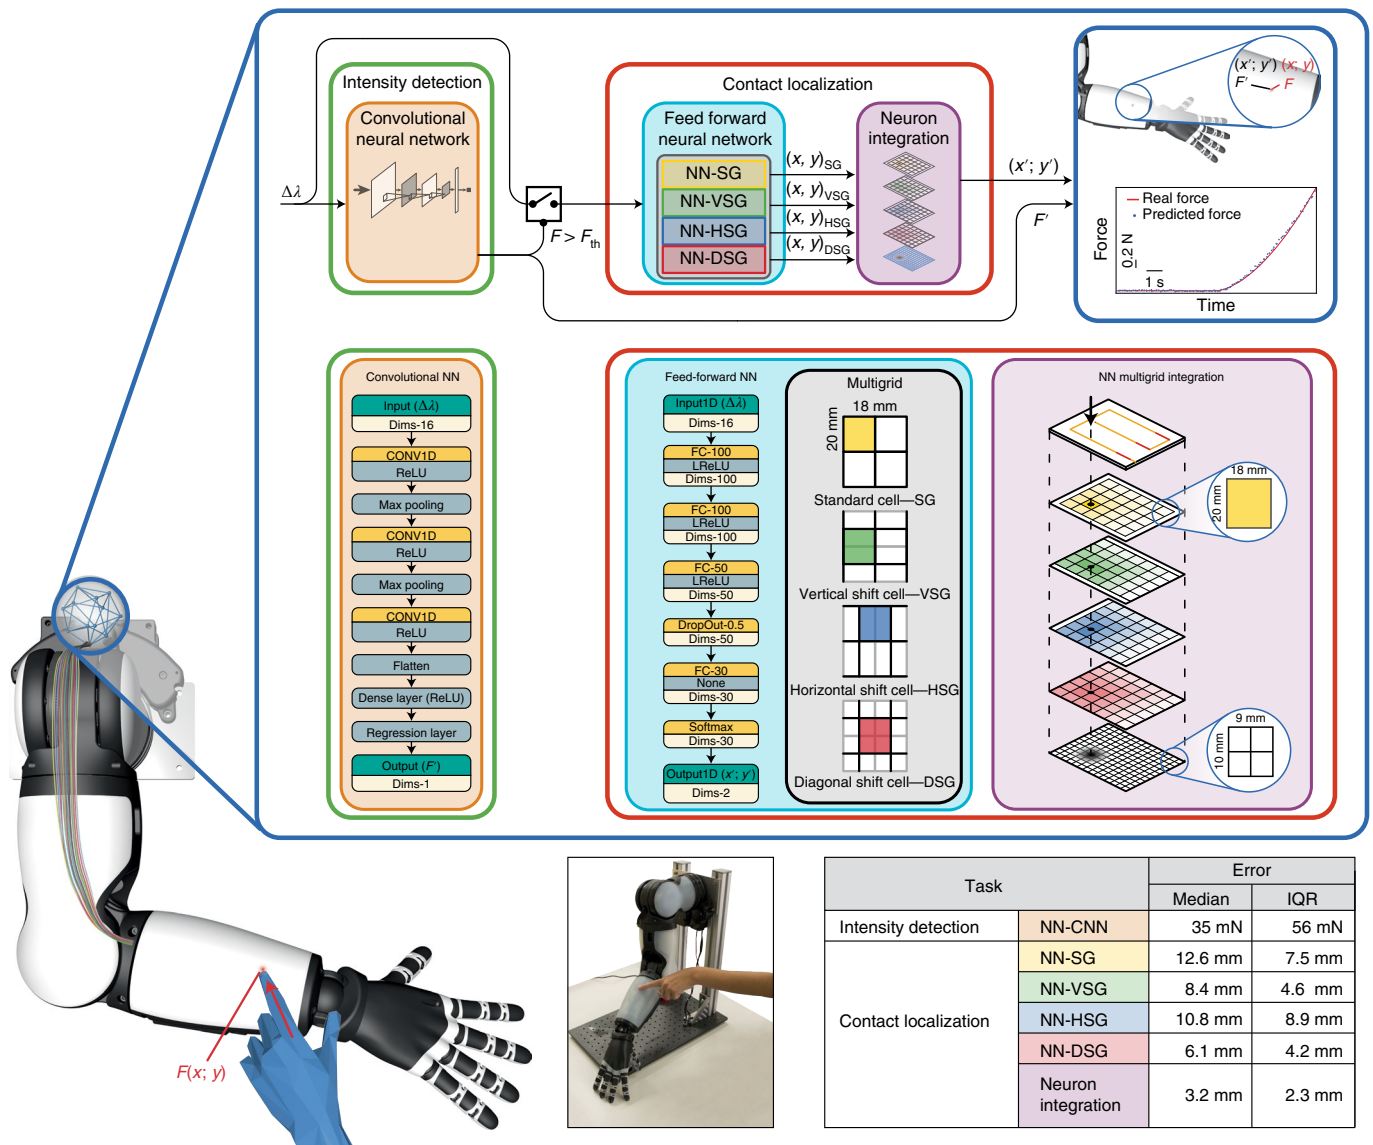 Intensity detection
Convolutional
neural network
Δλ
F > Fth
Contact localization
Feed forward
neural network
NN-SG
NN-VSG
NN-HSG
NN-DSG
(x, y)SG
(x, y)VSG
(x, y)HSG
(x, y)DSG
Neuron
integration
(x′; y′)
F′
(x′; y′) (x; y)
F′ F
Real force
Predicted force
Force
0.2 N
1 s
Time
Convolutional NN
Input (Δλ)
Dims-16
CONV1D
ReLU
Max pooling
CONV1D
ReLU
Max pooling
CONV1D
ReLU
Flatten
Dense layer (ReLU)
Regression layer
Output (F′)
Dims-1
Feed-forward NN
Input1D (Δλ)
Dims-16
FC-100
LReLU
Dims-100
FC-100
LReLU
Dims-100
FC-50
LReLU
Dims-50
DropOut-0.5
Dims-50
FC-30
None
Dims-30
Softmax
Dims-30
Output1D (x′; y′)
Dims-2
Multigrid
18 mm
20 mm
Standard cell—SG
Vertical shift cell—VSG
Horizontal shift cell—HSG
Diagonal shift cell—DSG
NN multigrid integration
18 mm
20 mm
9 mm
10 mm
F(x; y)
Task Error
Median IQR
Intensity detection NN-CNN 35 mN 56 mN
Contact localization NN-SG 12.6 mm 7.5 mm
NN-VSG 8.4 mm 4.6 mm
NN-HSG 10.8 mm 8.9 mm
NN-DSG 6.1 mm 4.2 mm
Neuron
integration 3.2 mm 2.3 mm